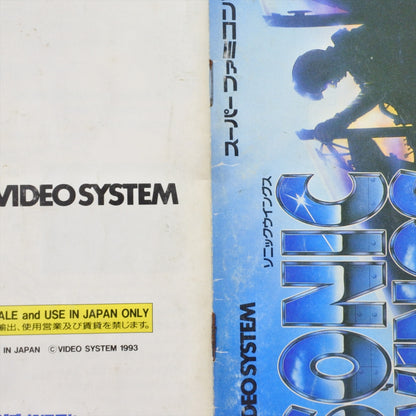 VIDEO SYSTEM
ALE and USE IN JAPAN ONLY
輸出、使用営業及び賃貸を禁じます。
IN JAPAN ©VIDEO SYSTEM 1993
スーパーファミコン
ソニックウイングス
SONIC
WINGS
VIDEO SYSTEM